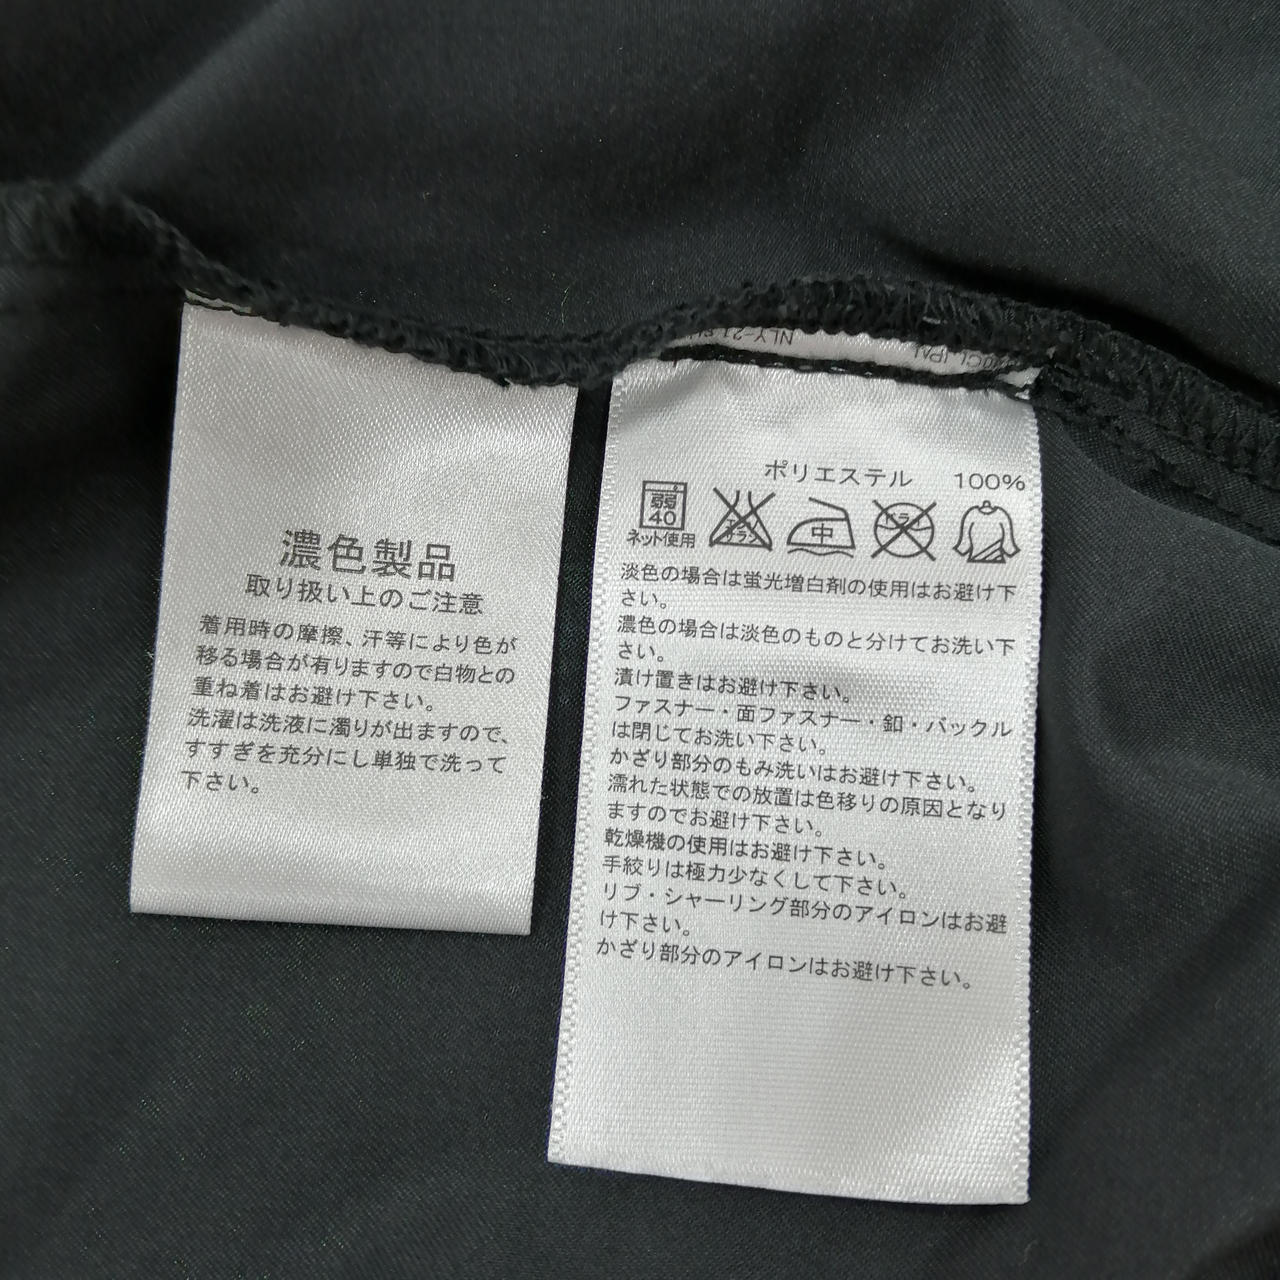 濃色製品
取り扱い上のご注意
着用時の摩擦、汗等により色が
移る場合が有りますので白物との
重ね着はお避け下さい。
洗濯は洗液に濁りが出ますので、
すすぎを充分にし単独で洗って
下さい。
NLY-21
ポリエステル 100%
弱
40
ネット使用
エンソサラシ
中
ドライ
淡色の場合は蛍光増白剤の使用はお避け下
さい。
濃色の場合は淡色のものと分けてお洗い下
さい。
漬け置きはお避け下さい。
ファスナー・面ファスナー・釦・バックル
は閉じてお洗い下さい。
かざり部分のもみ洗いはお避け下さい。
濡れた状態での放置は色移りの原因となり
ますのでお避け下さい。
乾燥機の使用はお避け下さい。
手絞りは極力少なくして下さい。
リブ・シャーリング部分のアイロンはお避
け下さい。
かざり部分のアイロンはお避け下さい。